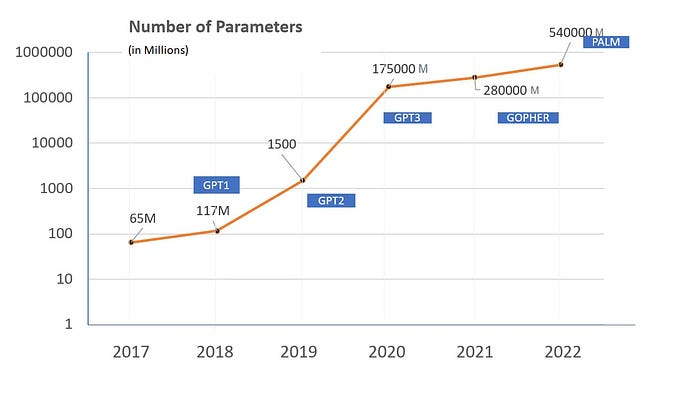 Number of Parameters
(in Millions)
540000 M
PALM
1000000
175000 M
280000 M
100000
GPT3
GOPHER
10000
1500
1000
GPT1
GPT2
65M
117M
100
10
1
2017
2018
2019
2020
2021
2022